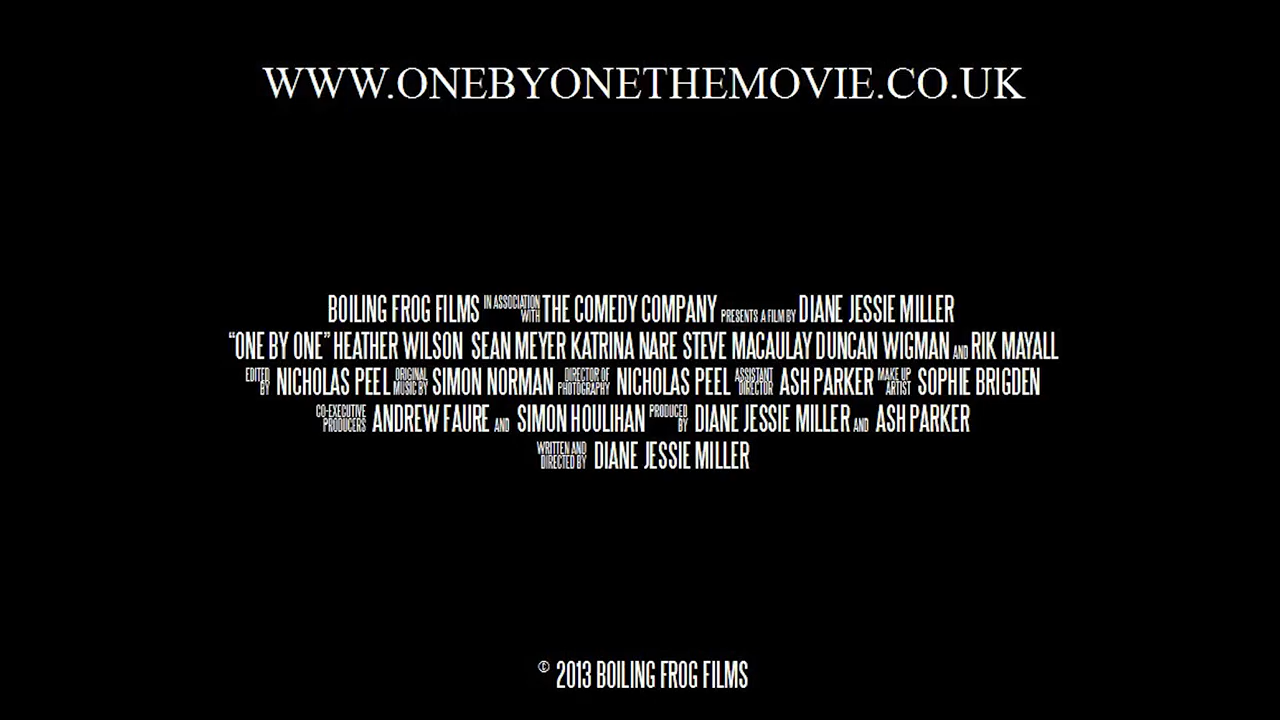 WWW.ONEBYONETHEMOVIE.CO.UK
BOILING FROG FILMS IN ASSOCIATION WITH THE COMEDY COMPANY PRESENTS A FILM BY DIANE JESSIE MILLER
“ONE BY ONE” HEATHER WILSON SEAN MEYER KATRINA NARE STEVE MACAULAY DUNCAN WIGMAN AND RIK MAYALL
EDITED BY NICHOLAS PEEL ORIGINAL MUSIC BY SIMON NORMAN DIRECTOR OF PHOTOGRAPHY NICHOLAS PEEL ASSISTANT DIRECTOR ASH PARKER MAKE UP ARTIST SOPHIE BRIGDEN
CO-EXECUTIVE PRODUCERS ANDREW FAURE AND SIMON HOULIHAN PRODUCED BY DIANE JESSIE MILLER AND ASH PARKER
WRITTEN AND DIRECTED BY DIANE JESSIE MILLER
© 2013 BOILING FROG FILMS